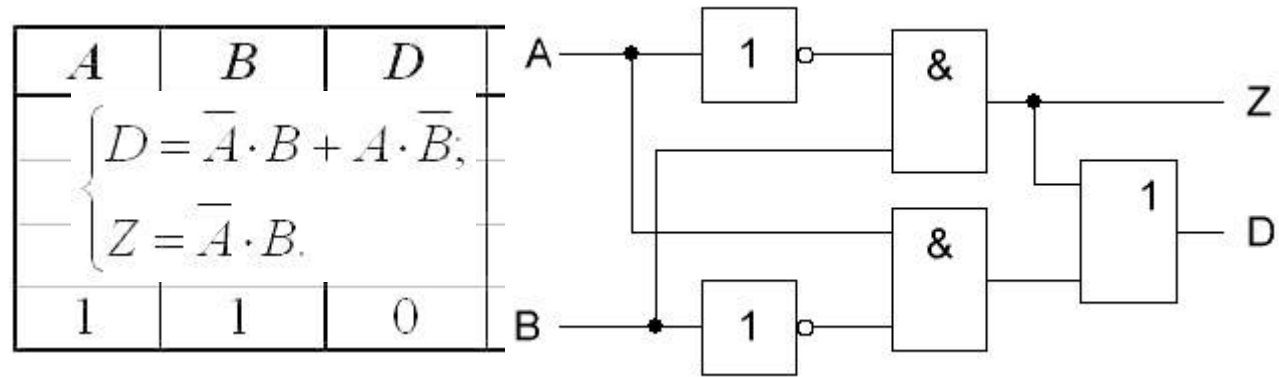 A B D
D = A̅ · B + A · B̅;
Z = A̅ · B.
1 1 0
A 1 & Z
1 D
&
B 1